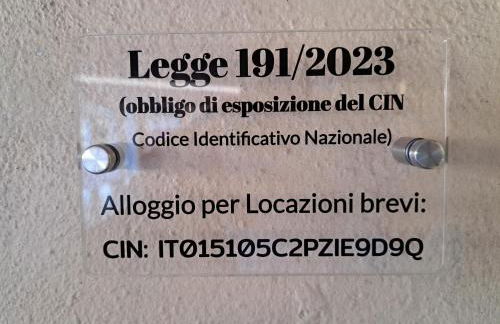 Legge 191/2023
(obbligo di esposizione del CIN
Codice Identificativo Nazionale)
Alloggio per Locazioni brevi:
CIN: IT015105C2PZIE9D9Q